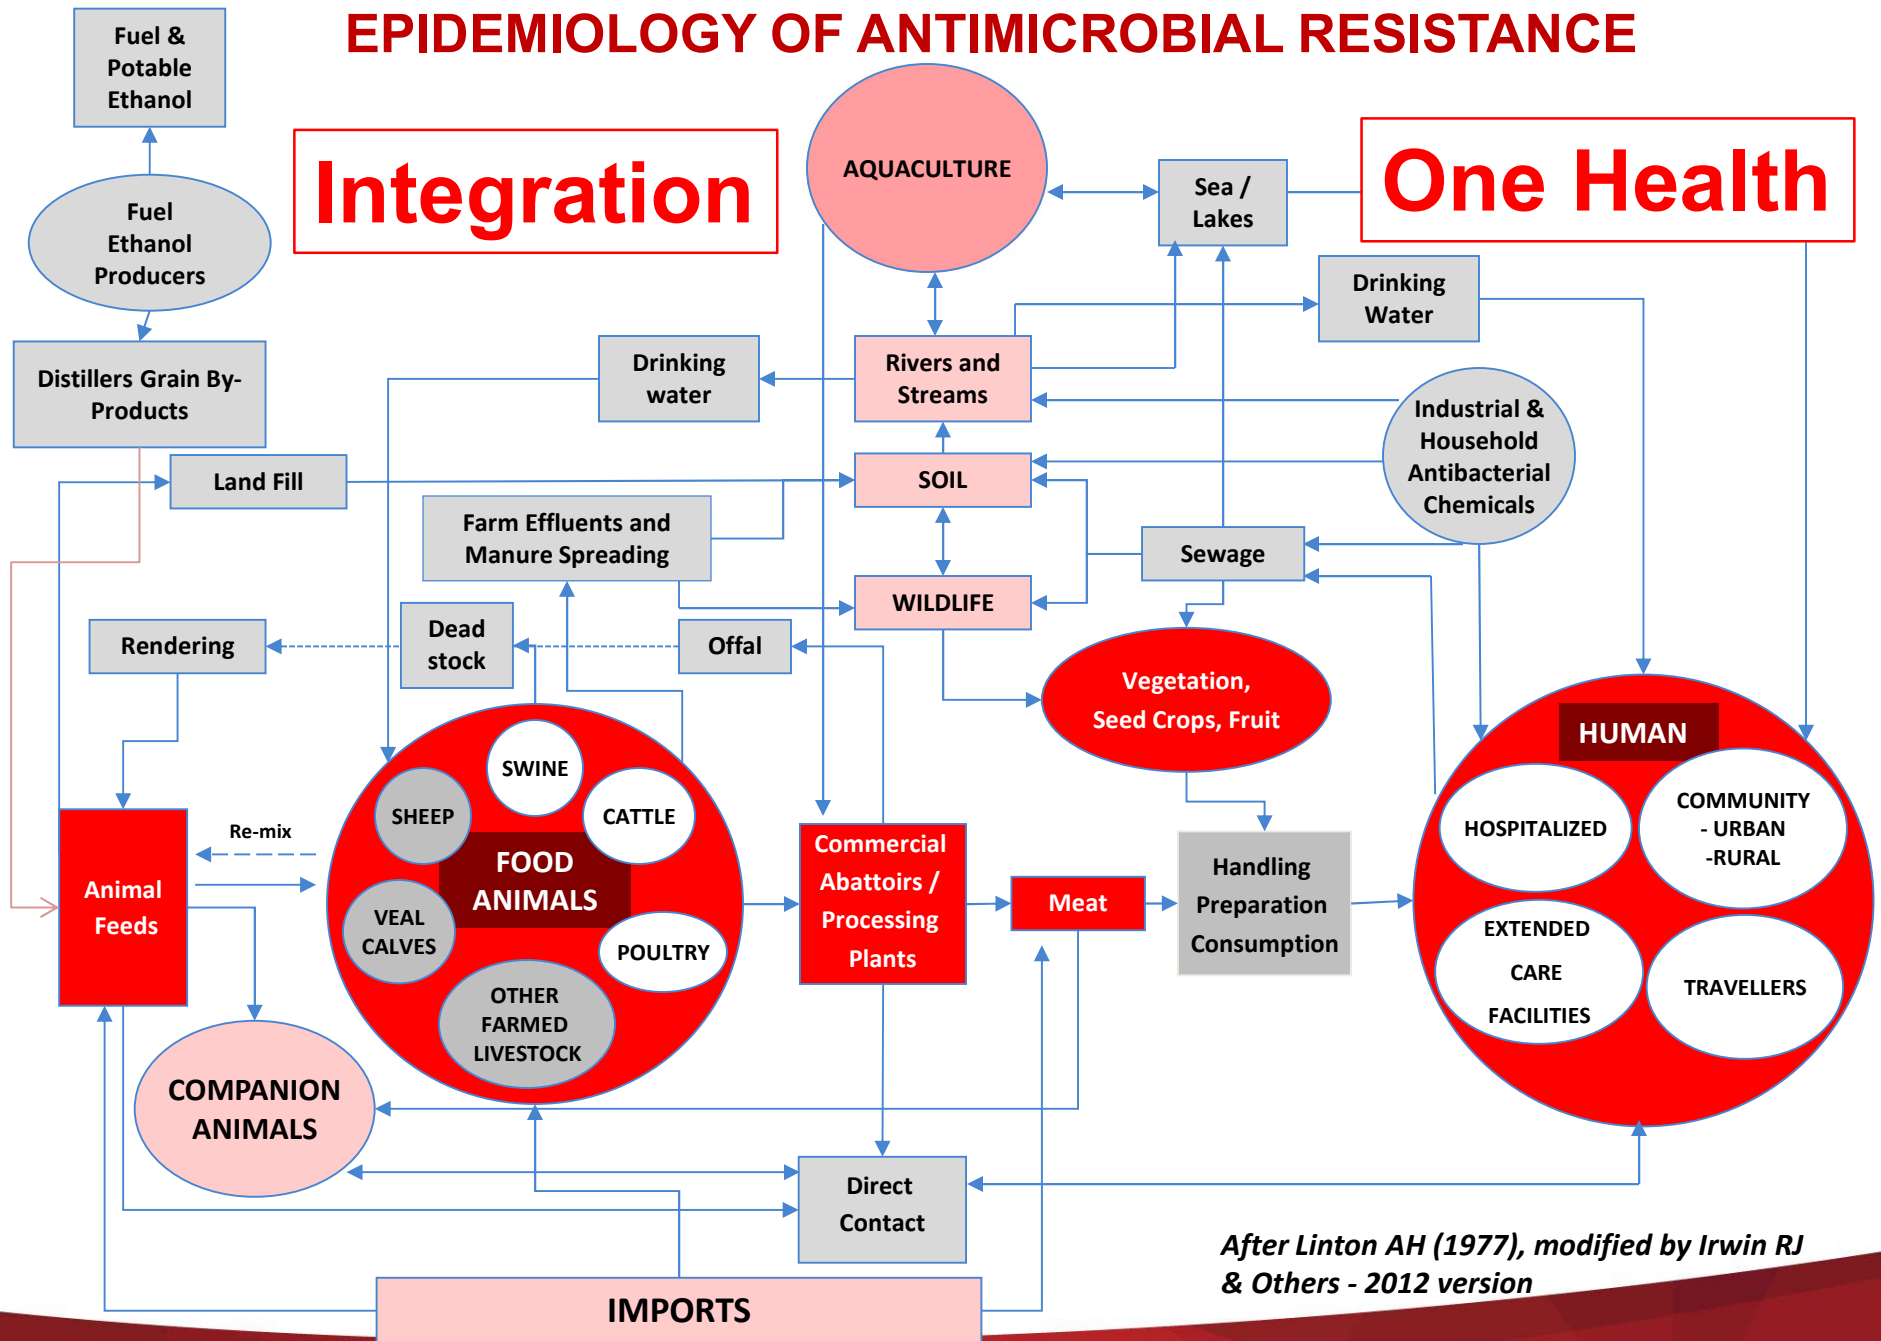 EPIDEMIOLOGY OF ANTIMICROBIAL RESISTANCE
Fuel &
Potable
Ethanol
Integration
AQUACULTURE
Sea /
Lakes
One Health
Fuel
Ethanol
Producers
Drinking
Water
Distillers Grain By-
Products
Drinking
water
Rivers and
Streams
Industrial &
Household
Antibacterial
Chemicals
Land Fill
SOIL
Farm Effluents and
Manure Spreading
Sewage
WILDLIFE
Rendering
Dead
stock
Offal
Vegetation,
Seed Crops, Fruit
HUMAN
HOSPITALIZED
COMMUNITY
- URBAN
-RURAL
EXTENDED
CARE
FACILITIES
TRAVELLERS
SWINE
SHEEP
CATTLE
FOOD
ANIMALS
VEAL
CALVES
POULTRY
OTHER
FARMED
LIVESTOCK
Re-mix
Animal
Feeds
Commercial
Abattoirs /
Processing
Plants
Meat
Handling
Preparation
Consumption
COMPANION
ANIMALS
Direct
Contact
After Linton AH (1977), modified by Irwin RJ
& Others - 2012 version
IMPORTS